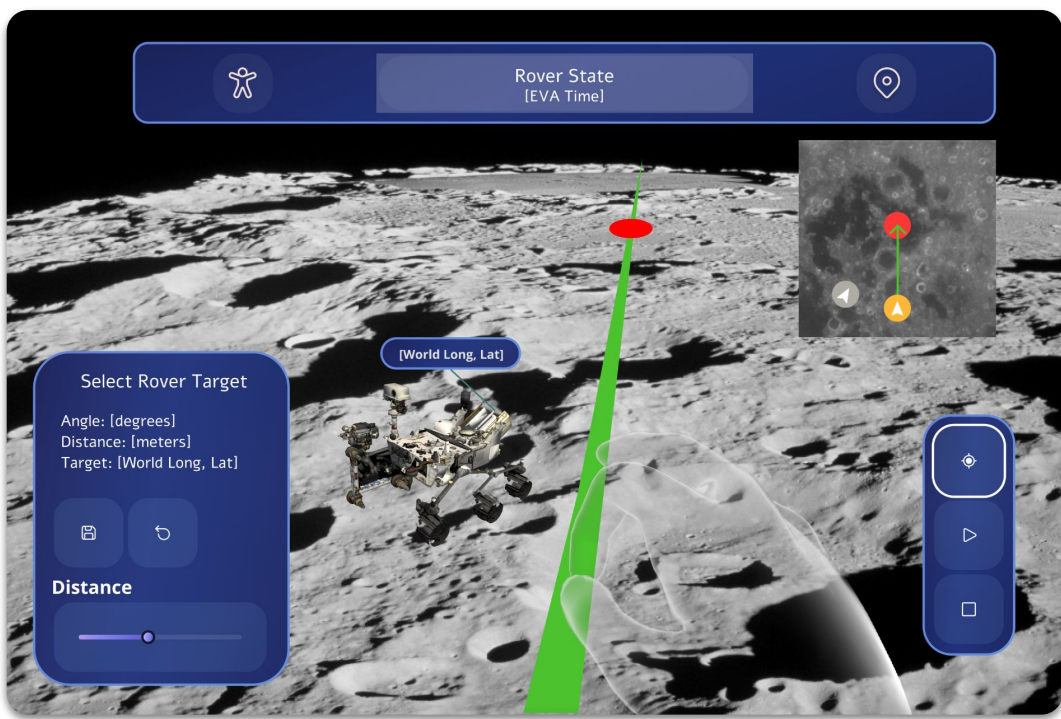 Rover State
[EVA Time]
[World Long, Lat]
Select Rover Target
Angle: [degrees]
Distance: [meters]
Target: [World Long, Lat]
Distance